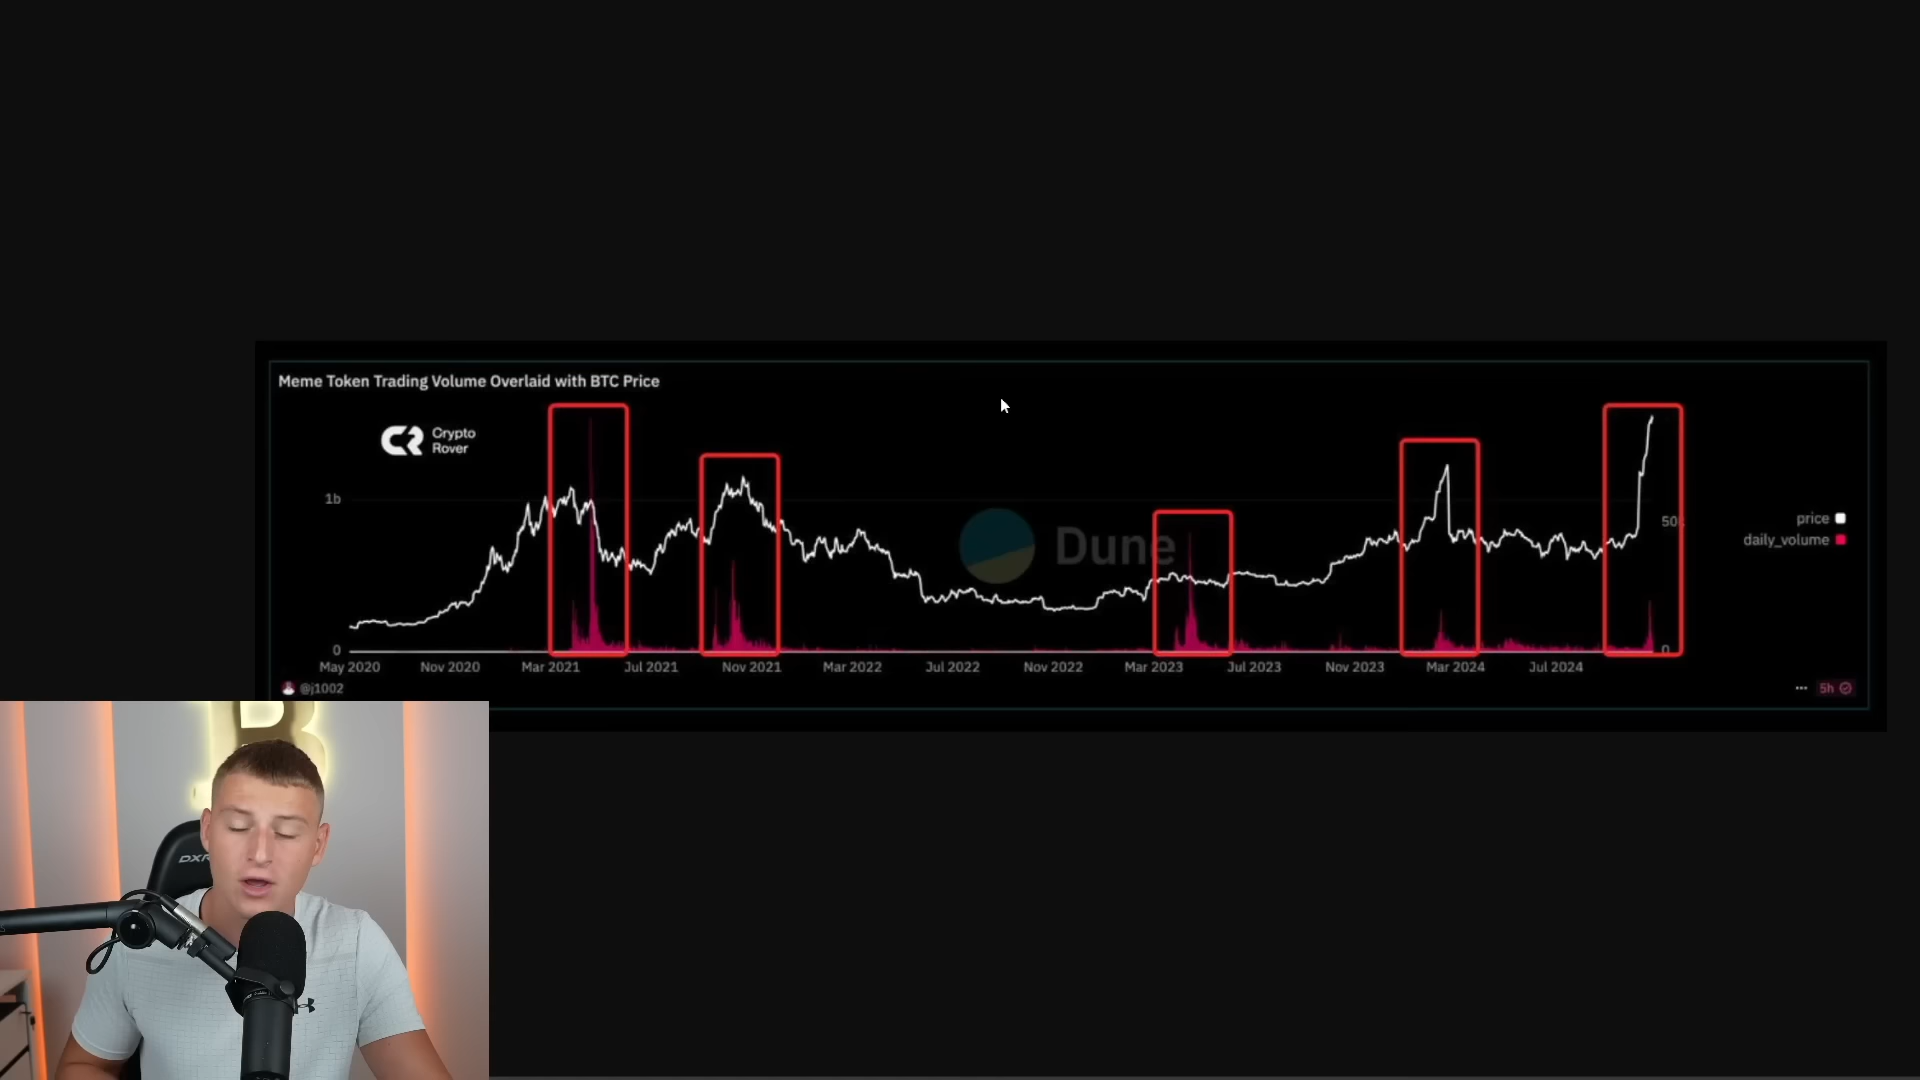 Meme Token Trading Volume Overlaid with BTC Price
Crypto
Rover
1b
Dune
50k
price
daily_volume
0
0
May 2020 Nov 2020 Mar 2021 Jul 2021 Nov 2021 Mar 2022 Jul 2022 Nov 2022 Mar 2023 Jul 2023 Nov 2023 Mar 2024 Jul 2024
@j1002
5h